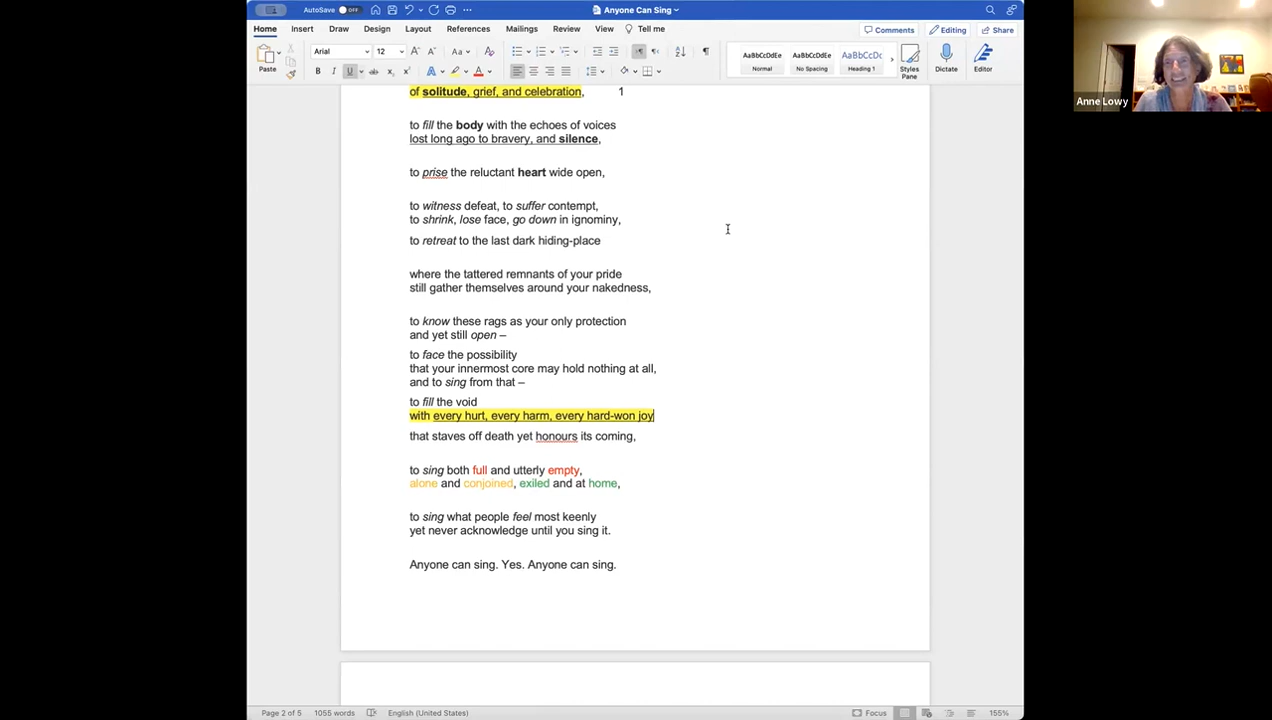 AutoSave OFF
Anyone Can Sing
Home Insert Draw Design Layout References Mailings Review View Tell me
Comments Editing Share
Paste
Arial 12
AaBbCcDdEe AaBbCcDdEe AaBbCcDc
Normal No Spacing Heading 1
Styles Pane
Dictate
Editor
of solitude, grief, and celebration, 1
to fill the body with the echoes of voices
lost long ago to bravery, and silence,
to prise the reluctant heart wide open,
to witness defeat, to suffer contempt,
to shrink, lose face, go down in ignominy,
to retreat to the last dark hiding-place
where the tattered remnants of your pride
still gather themselves around your nakedness,
to know these rags as your only protection
and yet still open –
to face the possibility
that your innermost core may hold nothing at all,
and to sing from that –
to fill the void
with every hurt, every harm, every hard-won joy
that staves off death yet honours its coming,
to sing both full and utterly empty,
alone and conjoined, exiled and at home,
to sing what people feel most keenly
yet never acknowledge until you sing it.
Anyone can sing. Yes. Anyone can sing.
Page 2 of 5 1055 words English (United States) Focus 155%
Anne Lowy